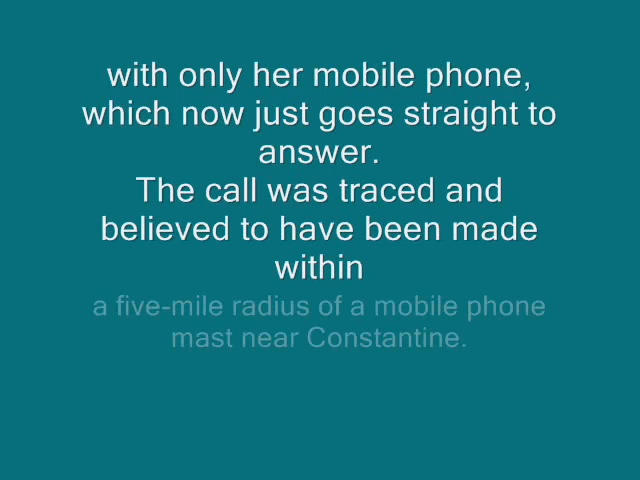 with only her mobile phone,
which now just goes straight to
answer.
The call was traced and
believed to have been made
within
a five-mile radius of a mobile phone
mast near Constantine.